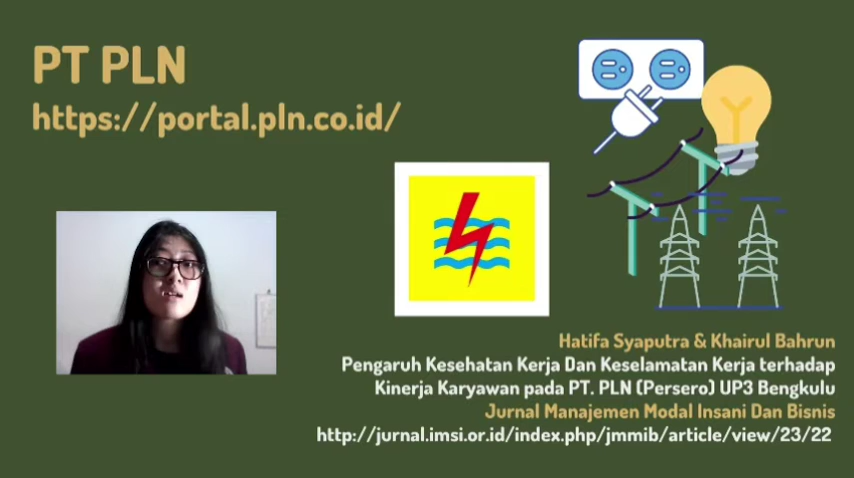 PT PLN
https://portal.pln.co.id/
Hatifa Syaputra & Khairul Bahrun
Pengaruh Kesehatan Kerja Dan Keselamatan Kerja terhadap
Kinerja Karyawan pada PT. PLN (Persero) UP3 Bengkulu
Jurnal Manajemen Modal Insani Dan Bisnis
http://jurnal.imsi.or.id/index.php/jmmib/article/view/23/22